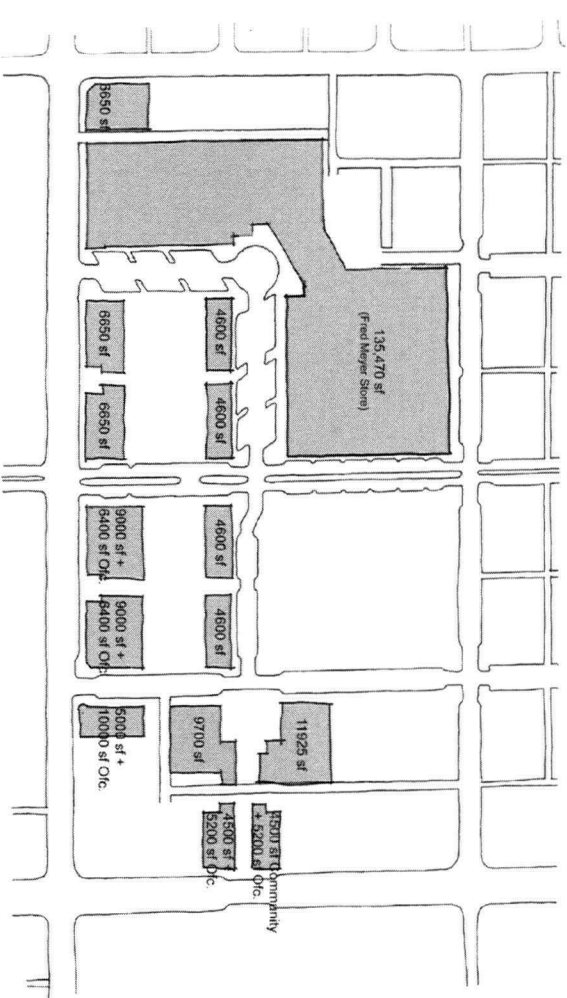 6650 sf
135,470 sf
(Fred Meyer Store)
6650 sf
4600 sf
6650 sf
4600 sf
9000 sf +
6400 sf Ofc.
4600 sf
9000 sf +
6400 sf Ofc.
4600 sf
5000 sf +
10000 sf Ofc.
9700 sf
11925 sf
4500 sf +
5200 sf Ofc.
4500 sf Community
+ 5200 sf Ofc.